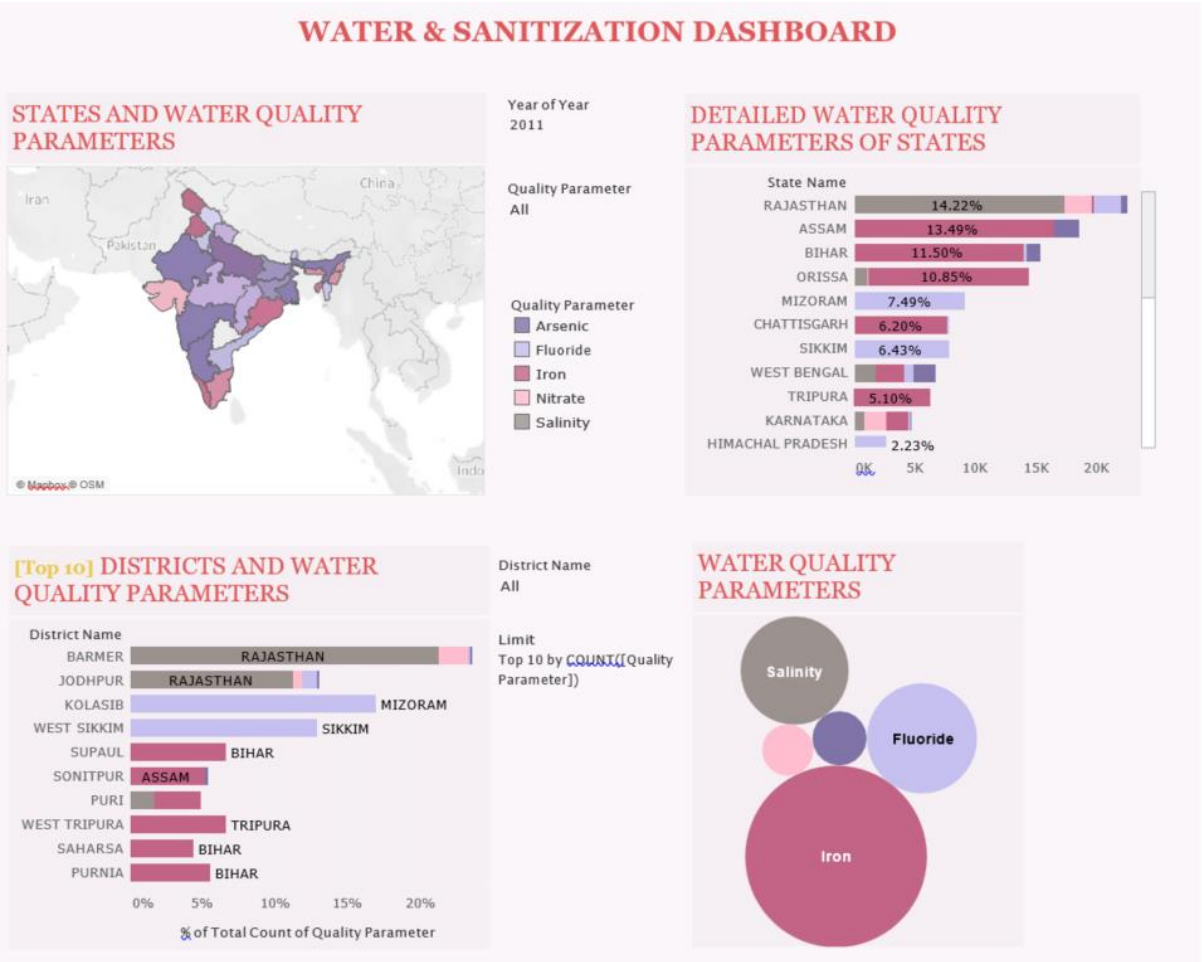 WATER & SANITIZATION DASHBOARD
STATES AND WATER QUALITY
PARAMETERS
Iran
China
Pakistan
Indo
© Mapbox © OSM
Year of Year
2011
Quality Parameter
All
Quality Parameter
Arsenic
Fluoride
Iron
Nitrate
Salinity
DETAILED WATER QUALITY
PARAMETERS OF STATES
State Name
RAJASTHAN 14.22%
ASSAM 13.49%
BIHAR 11.50%
ORISSA 10.85%
MIZORAM 7.49%
CHATTISGARH 6.20%
SIKKIM 6.43%
WEST BENGAL
TRIPURA 5.10%
KARNATAKA
HIMACHAL PRADESH 2.23%
0K 5K 10K 15K 20K
[Top 10] DISTRICTS AND WATER
QUALITY PARAMETERS
District Name
BARMER RAJASTHAN
JODHPUR RAJASTHAN
KOLASIB MIZORAM
WEST SIKKIM SIKKIM
SUPAUL BIHAR
SONITPUR ASSAM
PURI
WEST TRIPURA TRIPURA
SAHARSA BIHAR
PURNIA BIHAR
0% 5% 10% 15% 20%
% of Total Count of Quality Parameter
District Name
All
Limit
Top 10 by COUNT([Quality
Parameter])
WATER QUALITY
PARAMETERS
Salinity
Fluoride
Iron